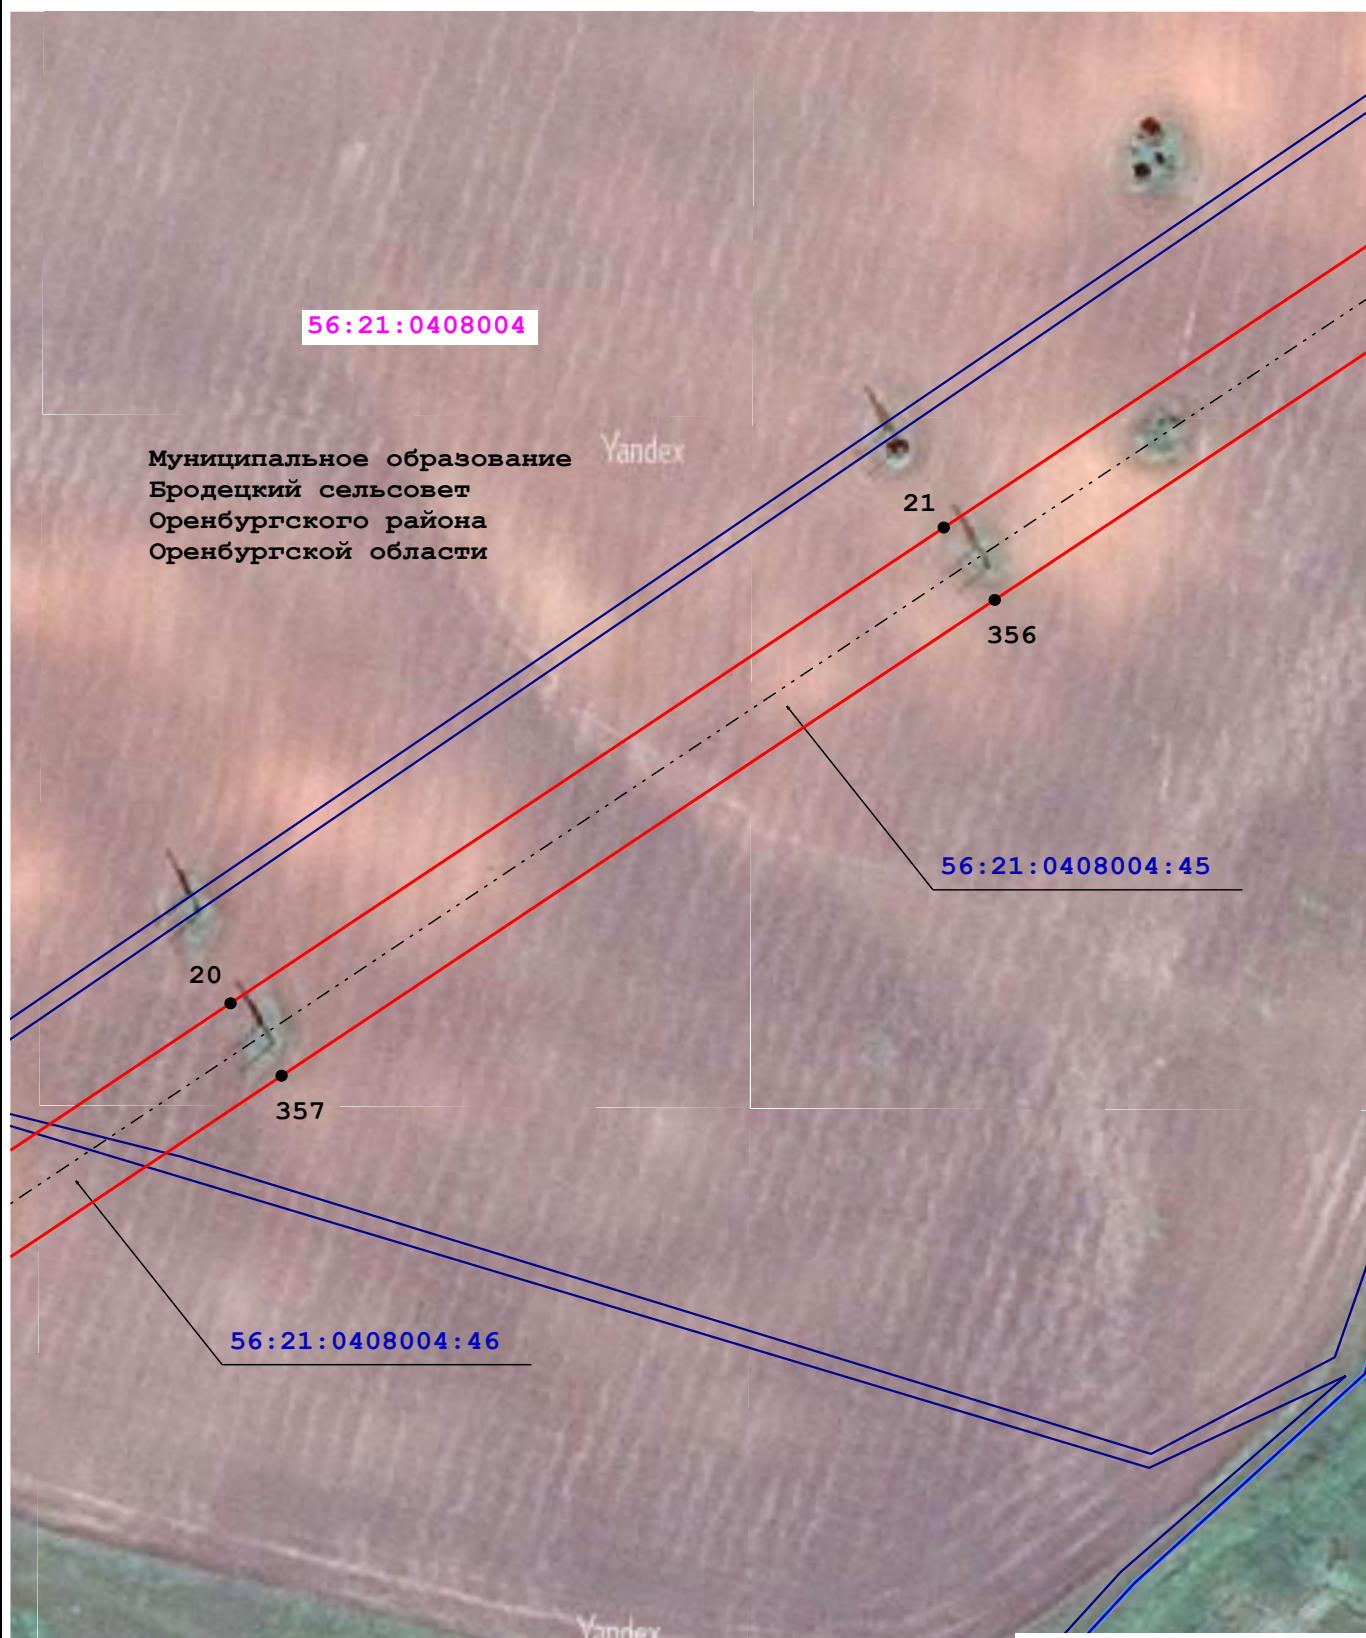 56:21:0408004
Муниципальное образование
Бродецкий сельсовет
Оренбургского района
Оренбургской области
Yandex
21
356
56:21:0408004:45
20
357
56:21:0408004:46
Yandex